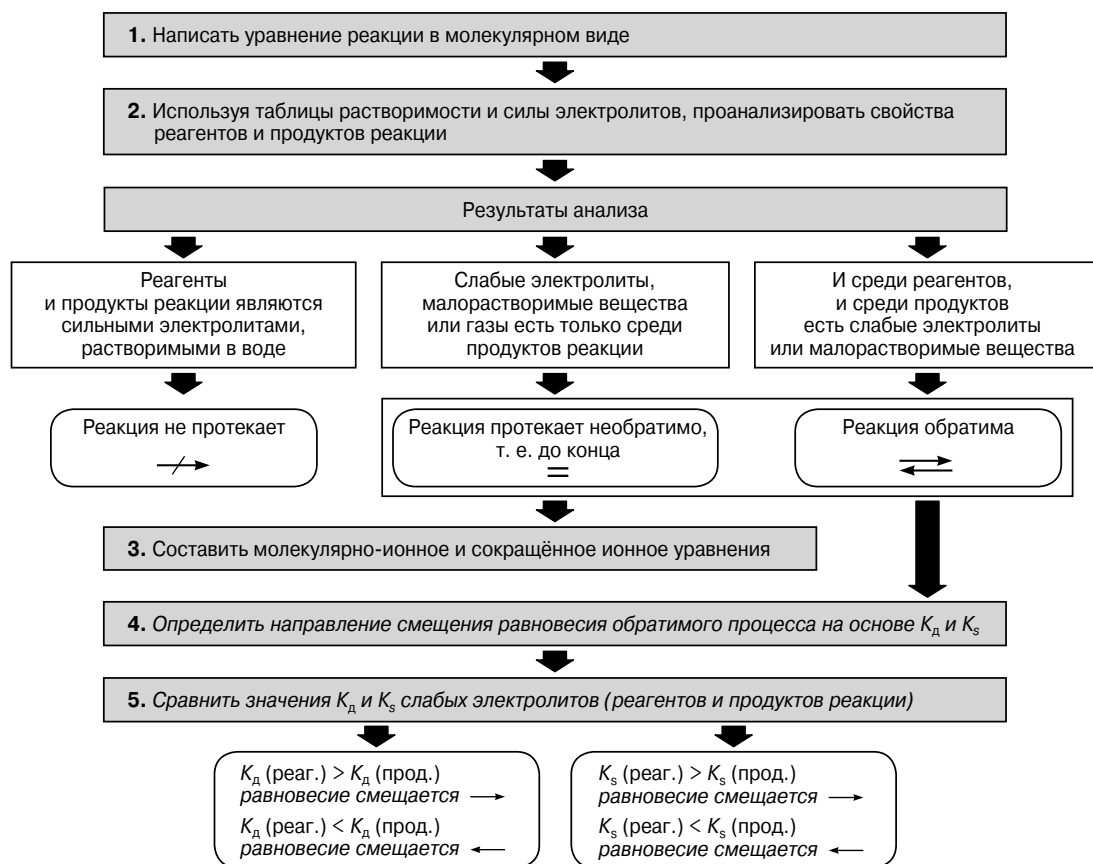 1. Написать уравнение реакции в молекулярном виде
2. Используя таблицы растворимости и силы электролитов, проанализировать свойства
реагентов и продуктов реакции
Результаты анализа
Реагенты
и продукты реакции являются
сильными электролитами,
растворимыми в воде
Слабые электролиты,
малорастворимые вещества
или газы есть только среди
продуктов реакции
И среди реагентов,
и среди продуктов
есть слабые электролиты
или малорастворимые вещества
Реакция не протекает
Реакция протекает необратимо,
т. е. до конца
=
Реакция обратима
3. Составить молекулярно-ионное и сокращённое ионное уравнения
4. Определить направление смещения равновесия обратимого процесса на основе Kд и Ks
5. Сравнить значения Kд и Ks слабых электролитов (реагентов и продуктов реакции)
Kд (реаг.) > Kд (прод.)
равновесие смещается →
Kд (реаг.) < Kд (прод.)
равновесие смещается ←
Ks (реаг.) > Ks (прод.)
равновесие смещается →
Ks (реаг.) < Ks (прод.)
равновесие смещается ←